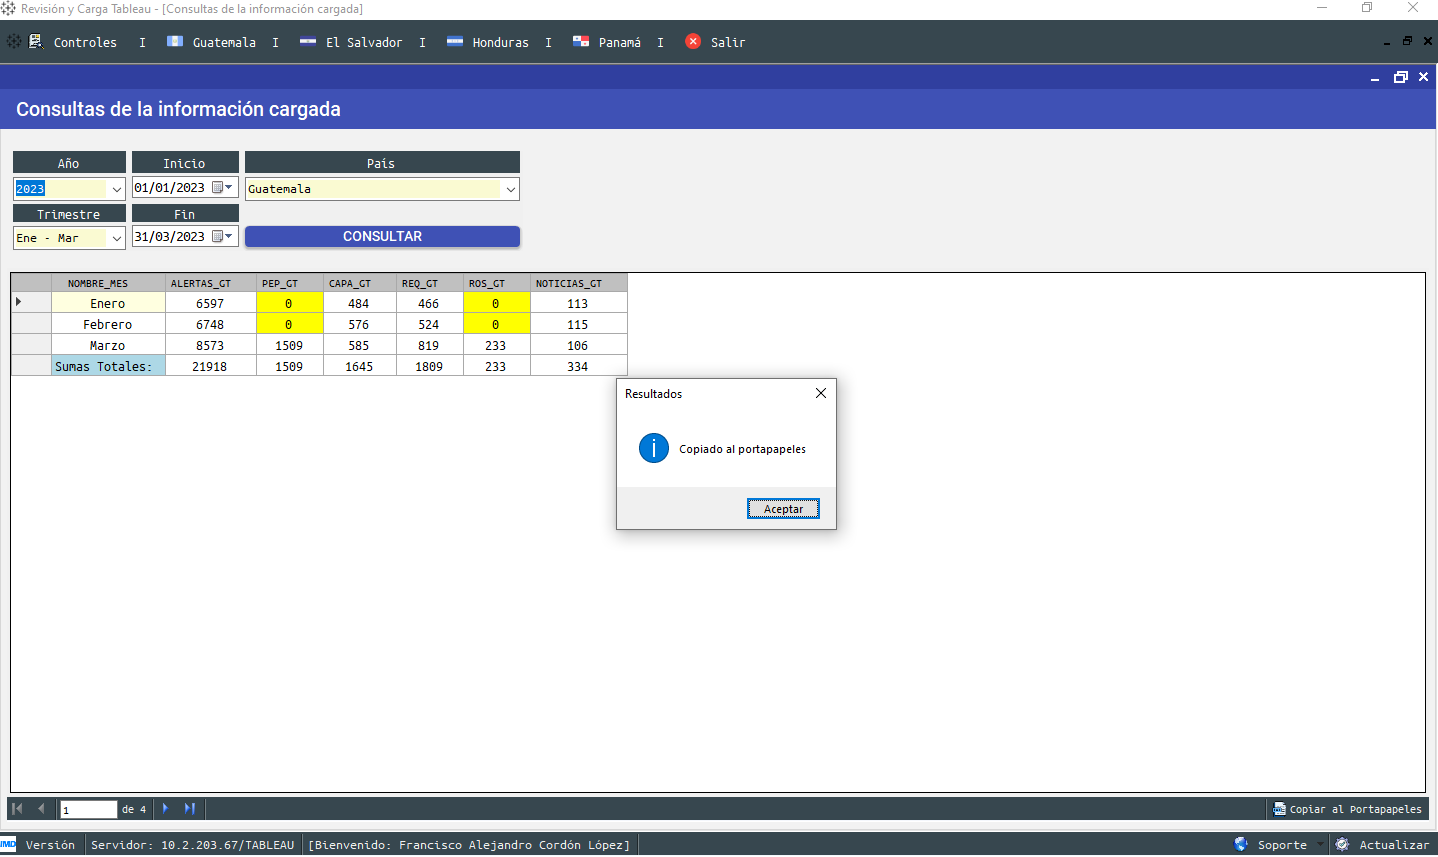 Revisión y Carga Tableau - [Consultas de la información cargada]
Controles I Guatemala I El Salvador I Honduras I Panamá I Salir
Consultas de la información cargada
Año Inicio País
2023 01/01/2023 Guatemala
Trimestre Fin
Ene - Mar 31/03/2023 CONSULTAR
NOMBRE_MES ALERTAS_GT PEP_GT CAPA_GT REQ_GT ROS_GT NOTICIAS_GT
Enero 6597 0 484 466 0 113
Febrero 6748 0 576 524 0 115
Marzo 8573 1509 585 819 233 106
Sumas Totales: 21918 1509 1645 1809 233 334
Resultados
Copiado al portapapeles
Aceptar
1 de 4 Copiar al Portapapeles
Versión Servidor: 10.2.203.67/TABLEAU [Bienvenido: Francisco Alejandro Cordón López] Soporte Actualizar